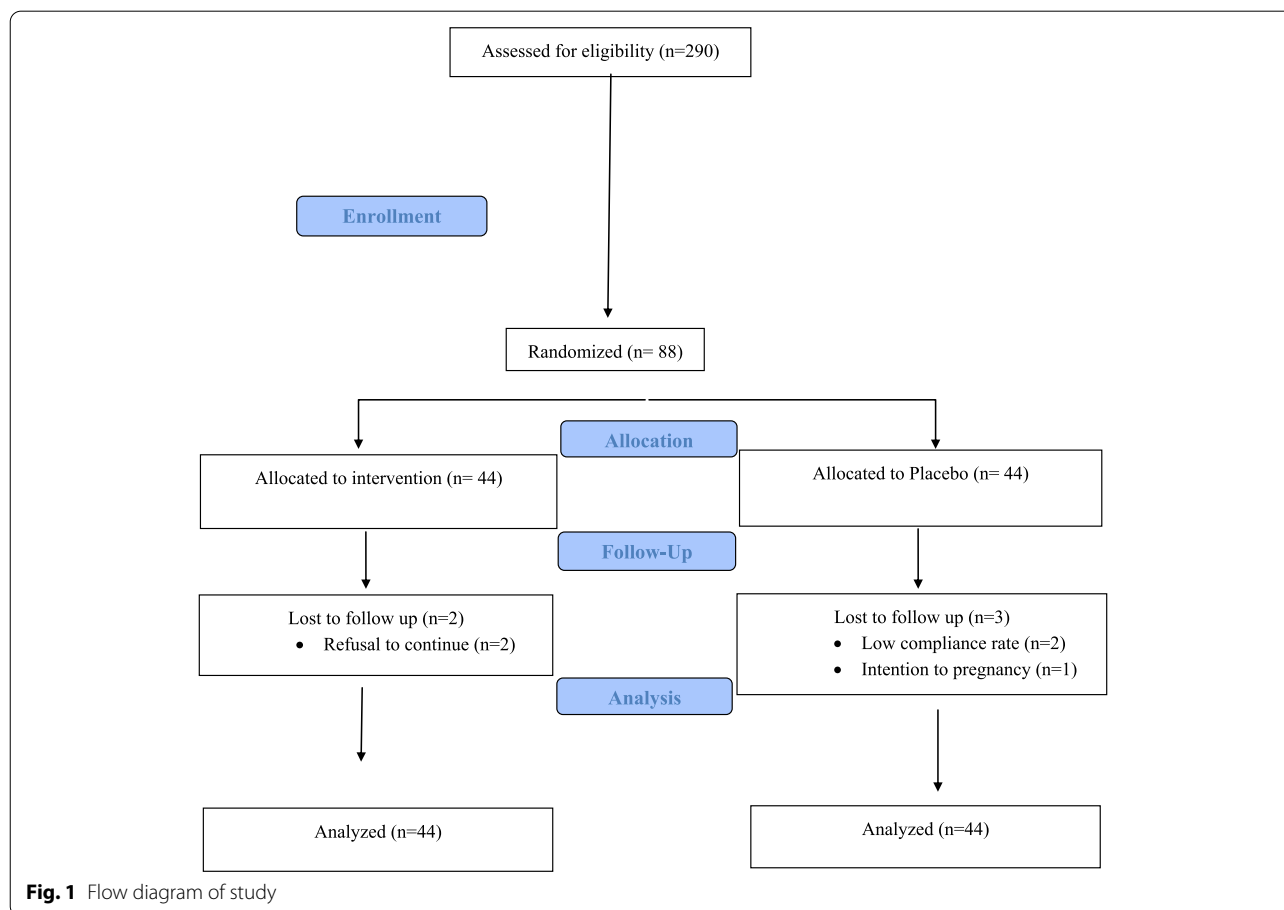 Assessed for eligibility (n=290)
Enrollment
Randomized (n= 88)
Allocation
Allocated to intervention (n= 44)
Allocated to Placebo (n= 44)
Follow-Up
Lost to follow up (n=2)
• Refusal to continue (n=2)
Lost to follow up (n=3)
• Low compliance rate (n=2)
• Intention to pregnancy (n=1)
Analysis
Analyzed (n=44)
Analyzed (n=44)
Fig. 1 Flow diagram of study